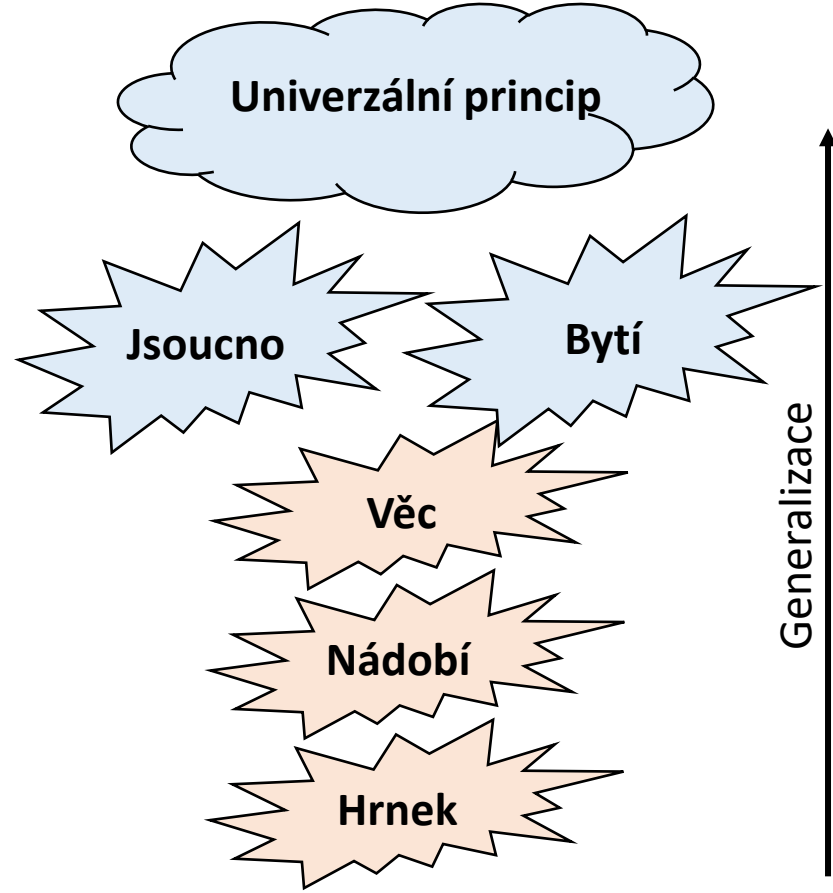 Univerzální princip
Jsoucno
Bytí
Věc
Nádobí
Hrnek
Generalizace